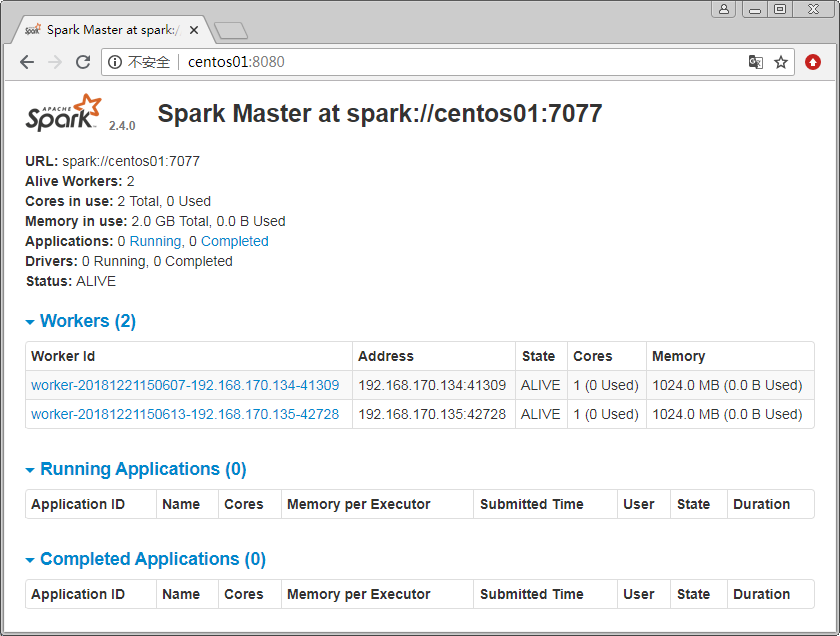 Spark Master at spark:/
不安全 centos01:8080
APACHE
Spark 2.4.0 Spark Master at spark://centos01:7077
URL: spark://centos01:7077
Alive Workers: 2
Cores in use: 2 Total, 0 Used
Memory in use: 2.0 GB Total, 0.0 B Used
Applications: 0 Running, 0 Completed
Drivers: 0 Running, 0 Completed
Status: ALIVE
Workers (2)
Worker Id Address State Cores Memory
worker-20181221150607-192.168.170.134-41309 192.168.170.134:41309 ALIVE 1 (0 Used) 1024.0 MB (0.0 B Used)
worker-20181221150613-192.168.170.135-42728 192.168.170.135:42728 ALIVE 1 (0 Used) 1024.0 MB (0.0 B Used)
Running Applications (0)
Application ID Name Cores Memory per Executor Submitted Time User State Duration
Completed Applications (0)
Application ID Name Cores Memory per Executor Submitted Time User State Duration